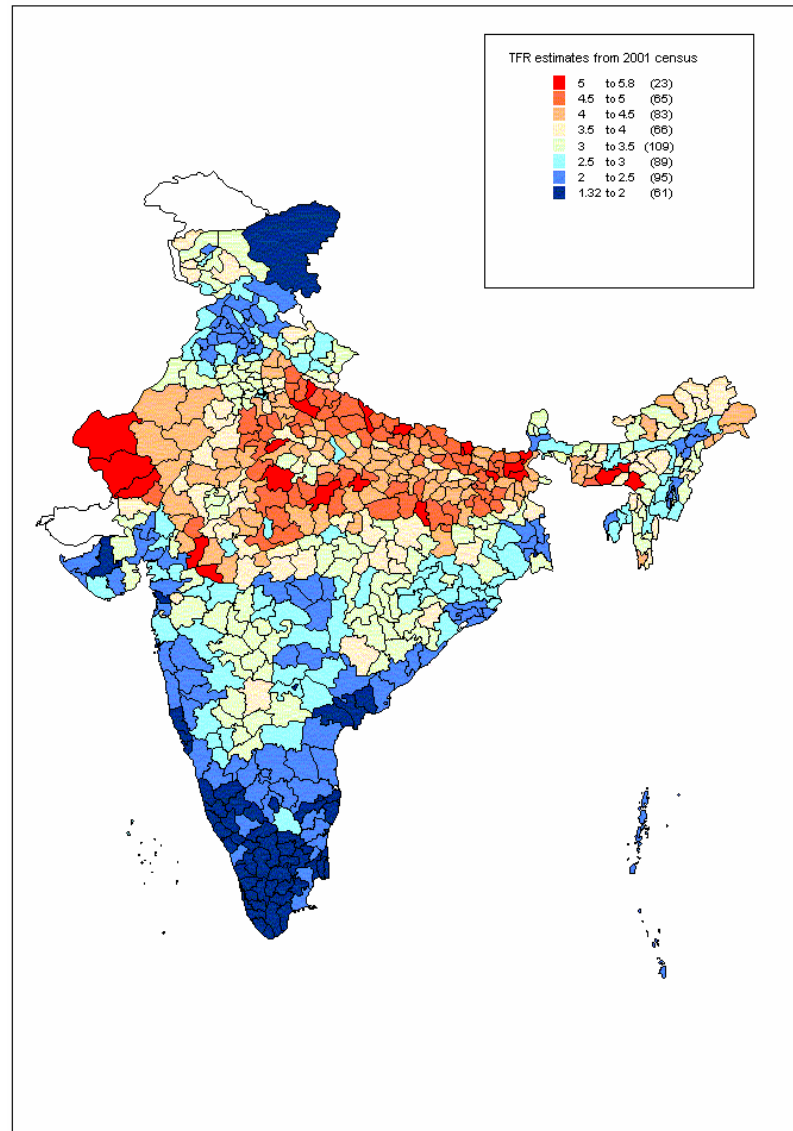 TFR estimates from 2001 census
5 to 5.8 (23)
4.5 to 5 (65)
4 to 4.5 (83)
3.5 to 4 (66)
3 to 3.5 (109)
2.5 to 3 (89)
2 to 2.5 (95)
1.32 to 2 (61)